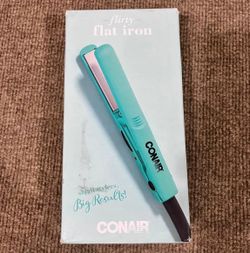 flirty
flat iron
CONAIR
Big Results!
CONAIR